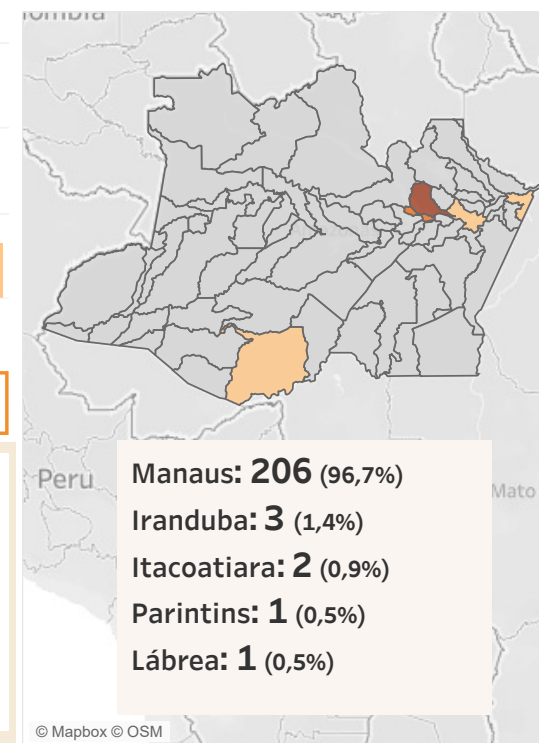 Peru
Mato
Manaus: 206 (96,7%)
Iranduba: 3 (1,4%)
Itacoatiara: 2 (0,9%)
Parintins: 1 (0,5%)
Lábrea: 1 (0,5%)
© Mapbox © OSM